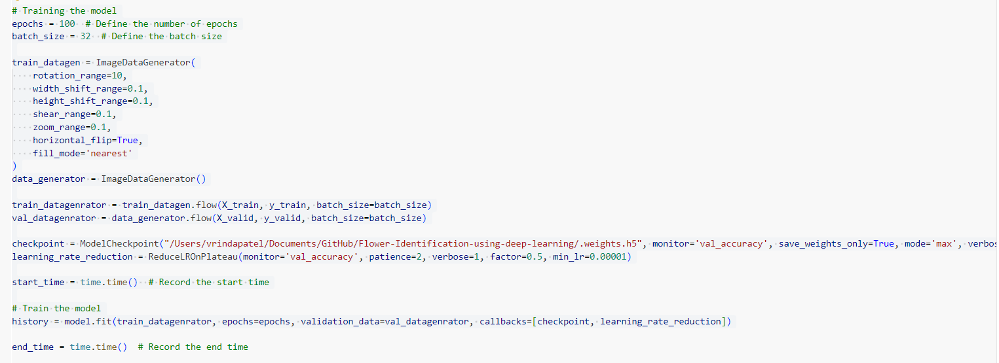 # Training the model
epochs = 100  # Define the number of epochs
batch_size = 32  # Define the batch size
train_datagen = ImageDataGenerator(
    rotation_range=10,
    width_shift_range=0.1,
    height_shift_range=0.1,
    shear_range=0.1,
    zoom_range=0.1,
    horizontal_flip=True,
    fill_mode='nearest'
)
data_generator = ImageDataGenerator()
train_datagenrator = train_datagen.flow(X_train, y_train, batch_size=batch_size)
val_datagenrator = data_generator.flow(X_valid, y_valid, batch_size=batch_size)
checkpoint = ModelCheckpoint("/Users/vrindapatel/Documents/GitHub/Flower-Identification-using-deep-learning/.weights.h5", monitor='val_accuracy', save_weights_only=True, mode='max',
learning_rate_reduction = ReduceLROnPlateau(monitor='val_accuracy', patience=2, verbose=1, factor=0.5, min_lr=0.00001)
start_time = time.time()  # Record the start time
# Train the model
history = model.fit(train_datagenrator, epochs=epochs, validation_data=val_datagenrator, callbacks=[checkpoint, learning_rate_reduction])
end_time = time.time()  # Record the end time